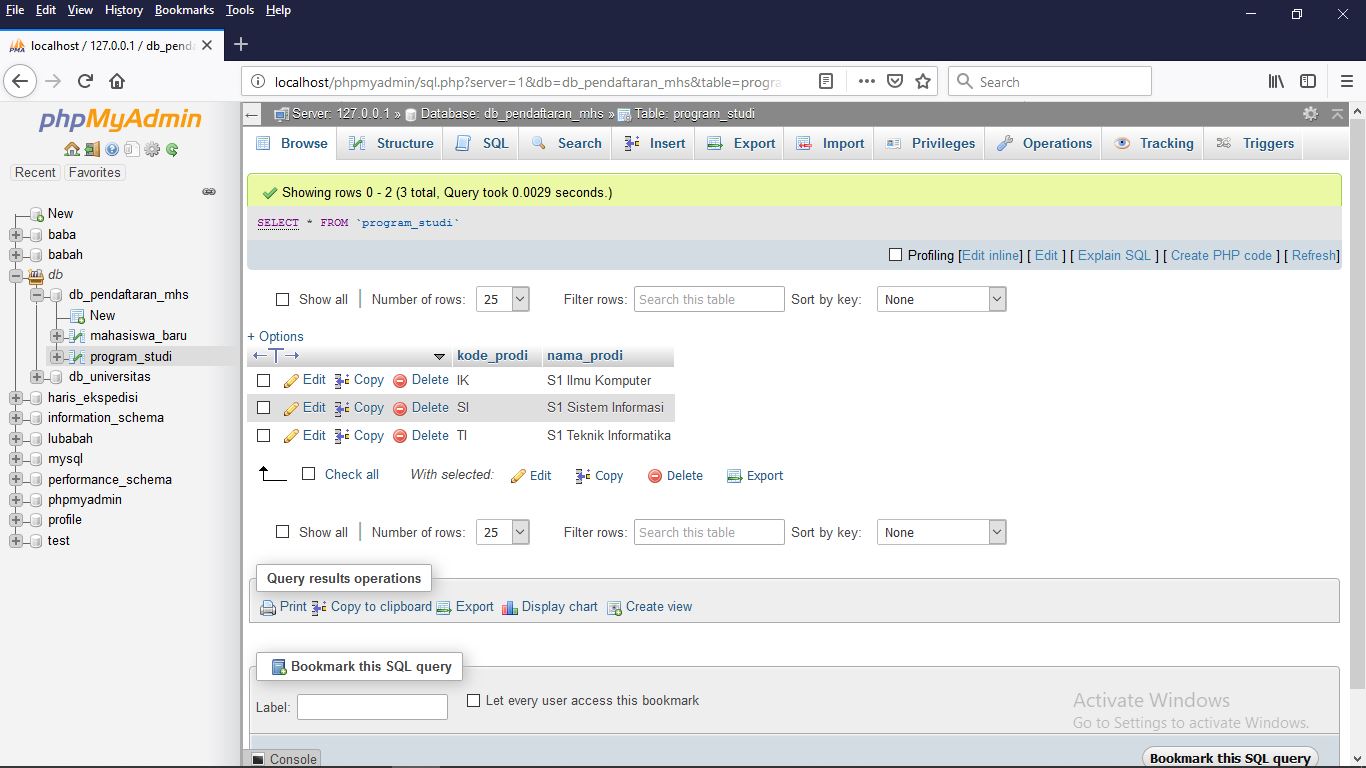 File Edit View History Bookmarks Tools Help
localhost / 127.0.0.1 / db_penda
localhost/phpmyadmin/sql.php?server=1&db=db_pendaftaran_mhs&table=progra
Search
phpMyAdmin
Recent Favorites
New
baba
babah
db
db_pendaftaran_mhs
New
mahasiswa_baru
program_studi
db_universitas
haris_ekspedisi
information_schema
lubabah
mysql
performance_schema
phpmyadmin
profile
test
Server: 127.0.0.1 » Database: db_pendaftaran_mhs » Table: program_studi
Browse Structure SQL Search Insert Export Import Privileges Operations Tracking Triggers
Showing rows 0 - 2 (3 total, Query took 0.0029 seconds.)
SELECT * FROM `program_studi`
Profiling [Edit inline] [ Edit ] [ Explain SQL ] [ Create PHP code ] [ Refresh]
Show all | Number of rows: 25 Filter rows: Search this table Sort by key: None
+ Options
←T→ kode_prodi nama_prodi
Edit Copy Delete IK S1 Ilmu Komputer
Edit Copy Delete SI S1 Sistem Informasi
Edit Copy Delete TI S1 Teknik Informatika
Check all With selected: Edit Copy Delete Export
Show all | Number of rows: 25 Filter rows: Search this table Sort by key: None
Query results operations
Print Copy to clipboard Export Display chart Create view
Bookmark this SQL query
Label: Let every user access this bookmark
Activate Windows
Go to Settings to activate Windows.
Console
Bookmark this SQL query